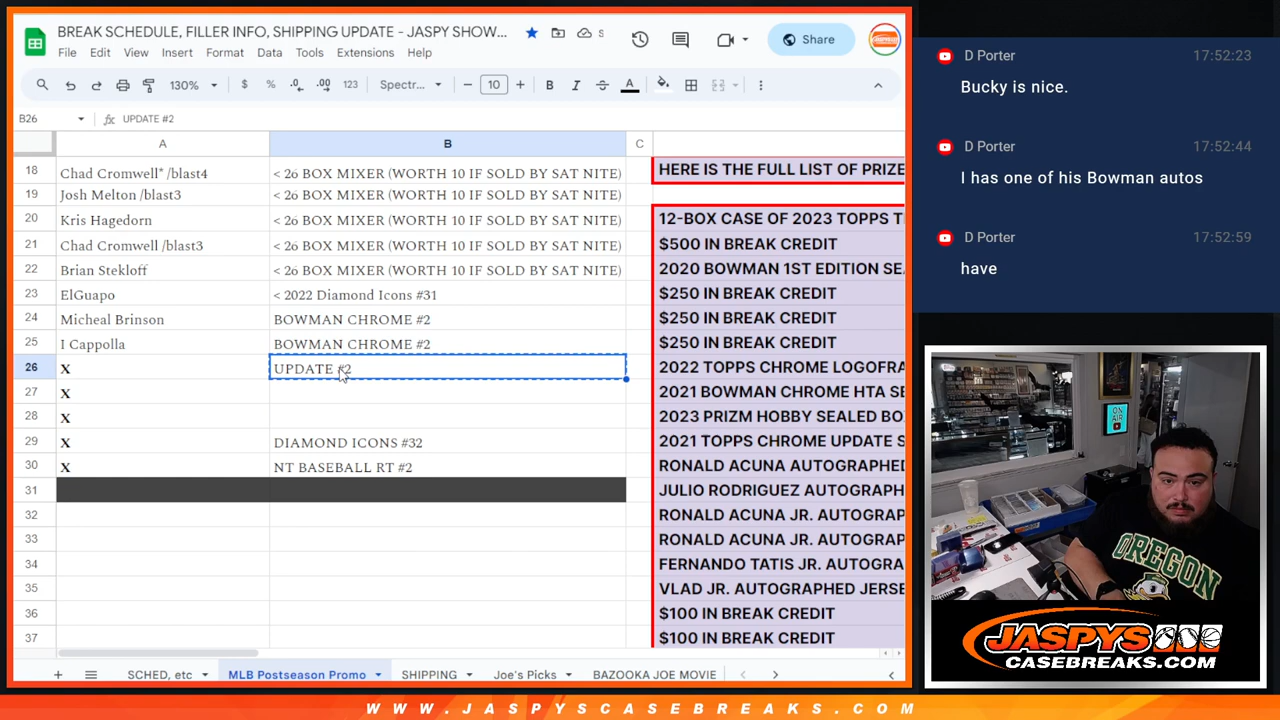 BREAK SCHEDULE, FILLER INFO, SHIPPING UPDATE - JASPY SHOW...
Share
File Edit View Insert Format Data Tools Extensions Help
130% $ % .0 .00 123 Spectr... 10 B I A
B26 fx UPDATE #2
A B C
18 Chad Cromwell* /blast4 < 26 BOX MIXER (WORTH 10 IF SOLD BY SAT NITE) HERE IS THE FULL LIST OF PRIZE
19 Josh Melton /blast3 < 26 BOX MIXER (WORTH 10 IF SOLD BY SAT NITE)
20 Kris Hagedorn < 26 BOX MIXER (WORTH 10 IF SOLD BY SAT NITE) 12-BOX CASE OF 2023 TOPPS
21 Chad Cromwell /blast3 < 26 BOX MIXER (WORTH 10 IF SOLD BY SAT NITE) $500 IN BREAK CREDIT
22 Brian Stekloff < 26 BOX MIXER (WORTH 10 IF SOLD BY SAT NITE) 2020 BOWMAN 1ST EDITION SE
23 ElGuapo < 2022 Diamond Icons #31 $250 IN BREAK CREDIT
24 Micheal Brinson BOWMAN CHROME #2 $250 IN BREAK CREDIT
25 I Cappolla BOWMAN CHROME #2 $250 IN BREAK CREDIT
26 X UPDATE #2 2022 TOPPS CHROME LOGOFRA
27 X 2021 BOWMAN CHROME HTA SE
28 X 2023 PRIZM HOBBY SEALED BO
29 X DIAMOND ICONS #32 2021 TOPPS CHROME UPDATE S
30 X NT BASEBALL RT #2 RONALD ACUNA AUTOGRAPHED
31 JULIO RODRIGUEZ AUTOGRAPH
32 RONALD ACUNA JR. AUTOGRAP
33 RONALD ACUNA JR. AUTOGRAP
34 FERNANDO TATIS JR. AUTOGRA
35 VLAD JR. AUTOGRAPHED JERSE
36 $100 IN BREAK CREDIT
37 $100 IN BREAK CREDIT
SCHED, etc MLB Postseason Promo SHIPPING Joe's Picks BAZOOKA JOE MOVIE
D Porter 17:52:23
Bucky is nice.
D Porter 17:52:44
I has one of his Bowman autos
D Porter 17:52:59
have
ON AIR
OREGON
JASPYS
CASEBREAKS.COM
WWW.JASPYSCASEBREAKS.COM